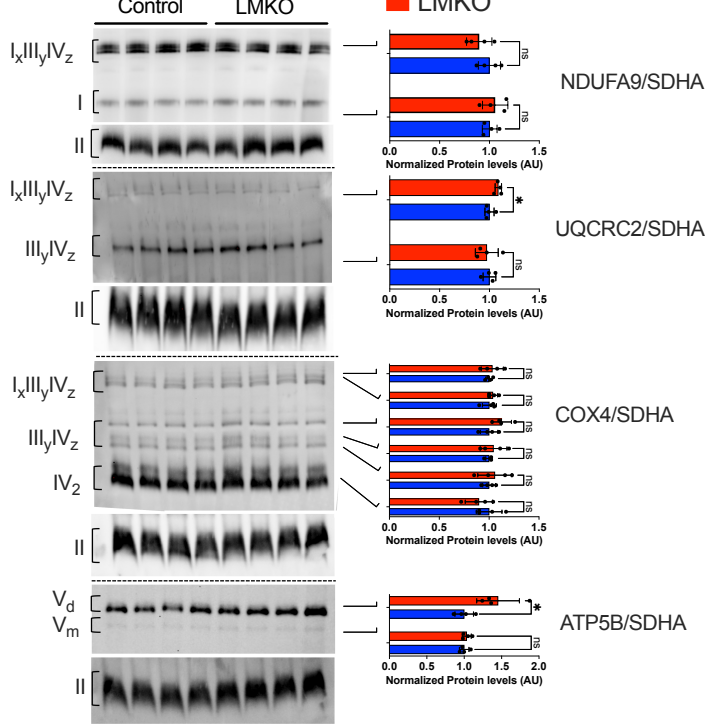 Control LMKO
LMKO
IxIIIyIVz
I
II
ns
ns
NDUFA9/SDHA
0.0 0.5 1.0 1.5
Normalized Protein levels (AU)
IxIIIyIVz
IIIyIVz
II
*
ns
UQCRC2/SDHA
0.0 0.5 1.0 1.5
Normalized Protein levels (AU)
IxIIIyIVz
IIIyIVz
IV2
II
ns
ns
ns
ns
ns
ns
COX4/SDHA
0.0 0.5 1.0 1.5
Normalized Protein levels (AU)
Vd
Vm
II
*
ns
ATP5B/SDHA
0.0 0.5 1.0 1.5 2.0
Normalized Protein levels (AU)